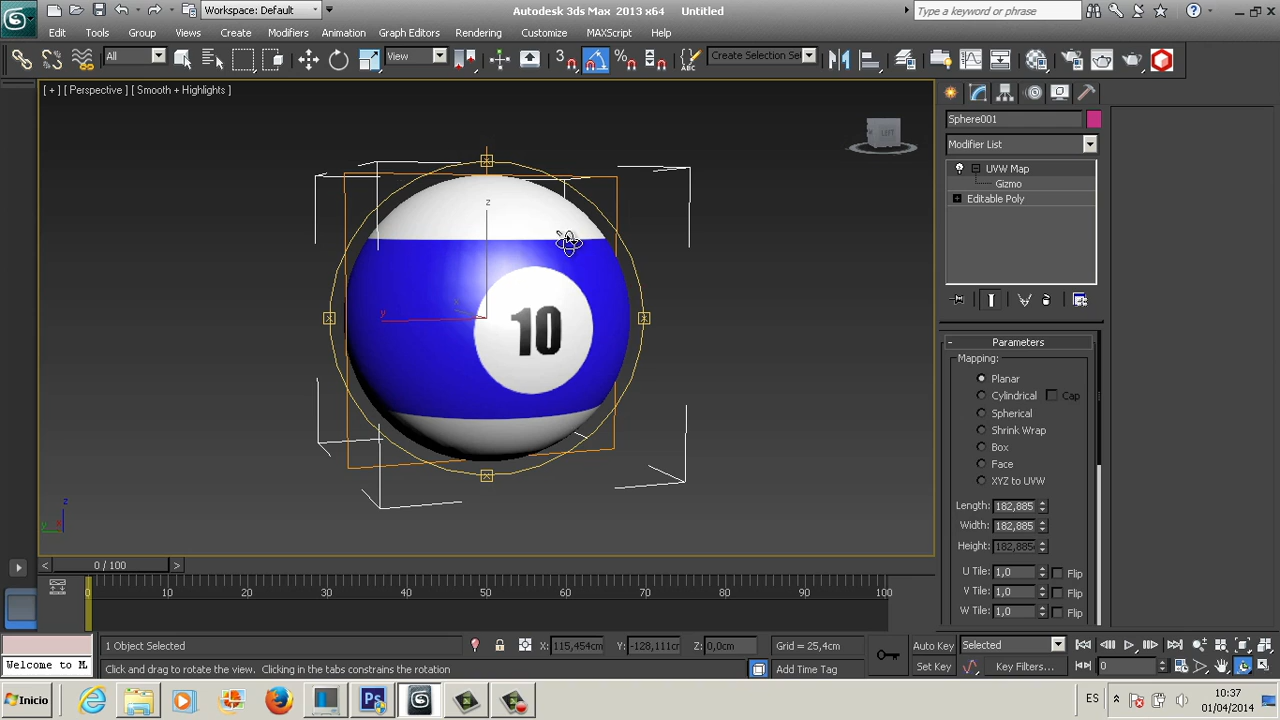 Workspace: Default
Autodesk 3ds Max 2013 x64
Untitled
Type a keyword or phrase
Edit
Tools
Group
Views
Create
Modifiers
Animation
Graph Editors
Rendering
Customize
MAXScript
Help
All
View
3
ABC
Create Selection Se
[ + ] [ Perspective ] [ Smooth + Highlights ]
LEFT
Sphere001
Modifier List
UVW Map
Gizmo
Editable Poly
z
y
x
10
Parameters
Mapping:
Planar
Cylindrical
Cap
Spherical
Shrink Wrap
Box
Face
XYZ to UVW
Length: 182,885
Width: 182,885
Height: 182,885
U Tile: 1,0 Flip
V Tile: 1,0 Flip
W Tile: 1,0 Flip
z
y x
< 0 / 100 >
0 10 20 30 40 50 60 70 80 90 100
1 Object Selected
X: 115,454cm Y: -128,111cm Z: 0,0cm
Grid = 25,4cm
Auto Key
Selected
Welcome to M
Click and drag to rotate the view. Clicking in the tabs constrains the rotation
Add Time Tag
Set Key
Key Filters...
0
Inicio
Ps
ES
10:37
01/04/2014